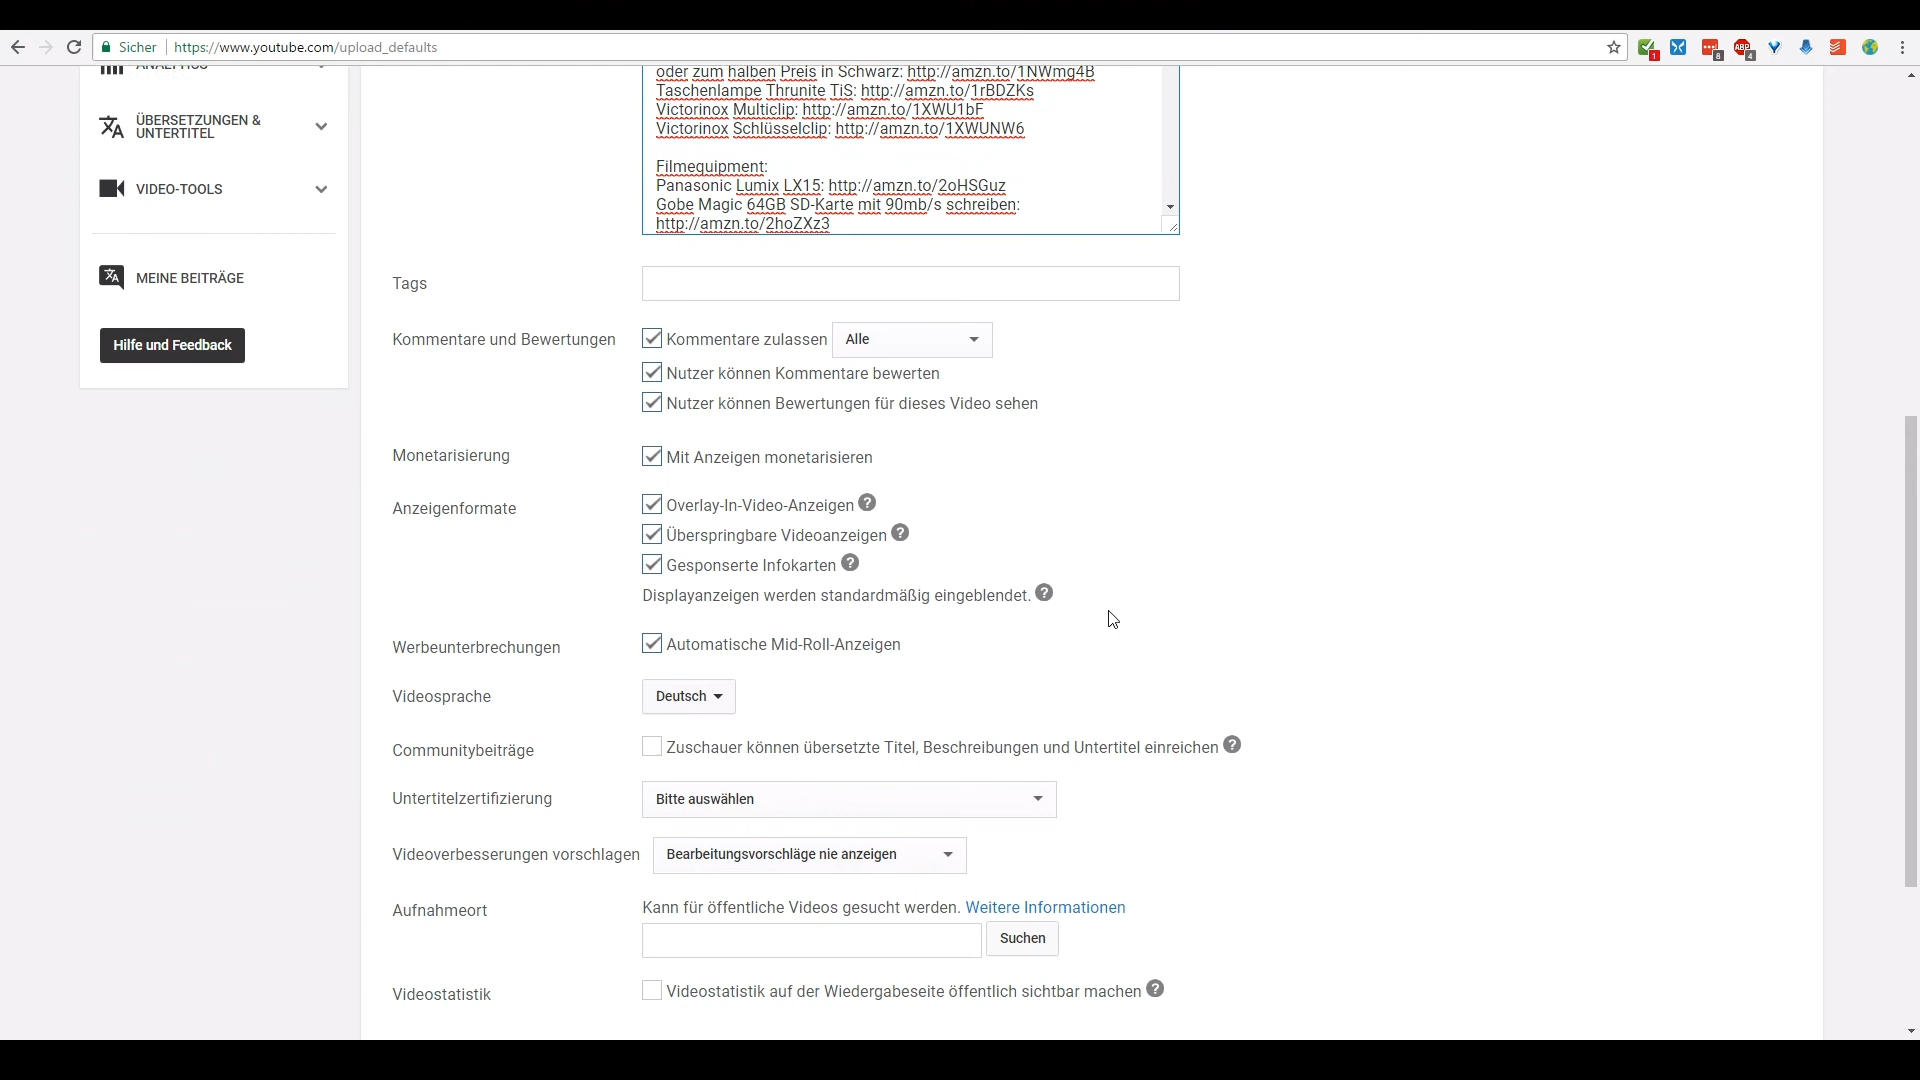 Sicher https://www.youtube.com/upload_defaults
1
8
ABP
4
ANALYTICS
ÜBERSETZUNGEN &
UNTERTITEL
VIDEO-TOOLS
MEINE BEITRÄGE
Hilfe und Feedback
oder zum halben Preis in Schwarz: http://amzn.to/1NWmg4B
Taschenlampe Thrunite TiS: http://amzn.to/1rBDZKs
Victorinox Multiclip: http://amzn.to/1XWU1bF
Victorinox Schlüsselclip: http://amzn.to/1XWUNW6
Filmequipment:
Panasonic Lumix LX15: http://amzn.to/2oHSGuz
Gobe Magic 64GB SD-Karte mit 90mb/s schreiben:
http://amzn.to/2hoZXz3
Tags
Kommentare und Bewertungen Kommentare zulassen Alle
Nutzer können Kommentare bewerten
Nutzer können Bewertungen für dieses Video sehen
Monetarisierung Mit Anzeigen monetarisieren
Anzeigenformate Overlay-In-Video-Anzeigen ?
Überspringbare Videoanzeigen ?
Gesponserte Infokarten ?
Displayanzeigen werden standardmäßig eingeblendet. ?
Werbeunterbrechungen Automatische Mid-Roll-Anzeigen
Videosprache Deutsch
Communitybeiträge Zuschauer können übersetzte Titel, Beschreibungen und Untertitel einreichen ?
Untertitelzertifizierung Bitte auswählen
Videoverbesserungen vorschlagen Bearbeitungsvorschläge nie anzeigen
Aufnahmeort Kann für öffentliche Videos gesucht werden. Weitere Informationen
Suchen
Videostatistik Videostatistik auf der Wiedergabeseite öffentlich sichtbar machen ?